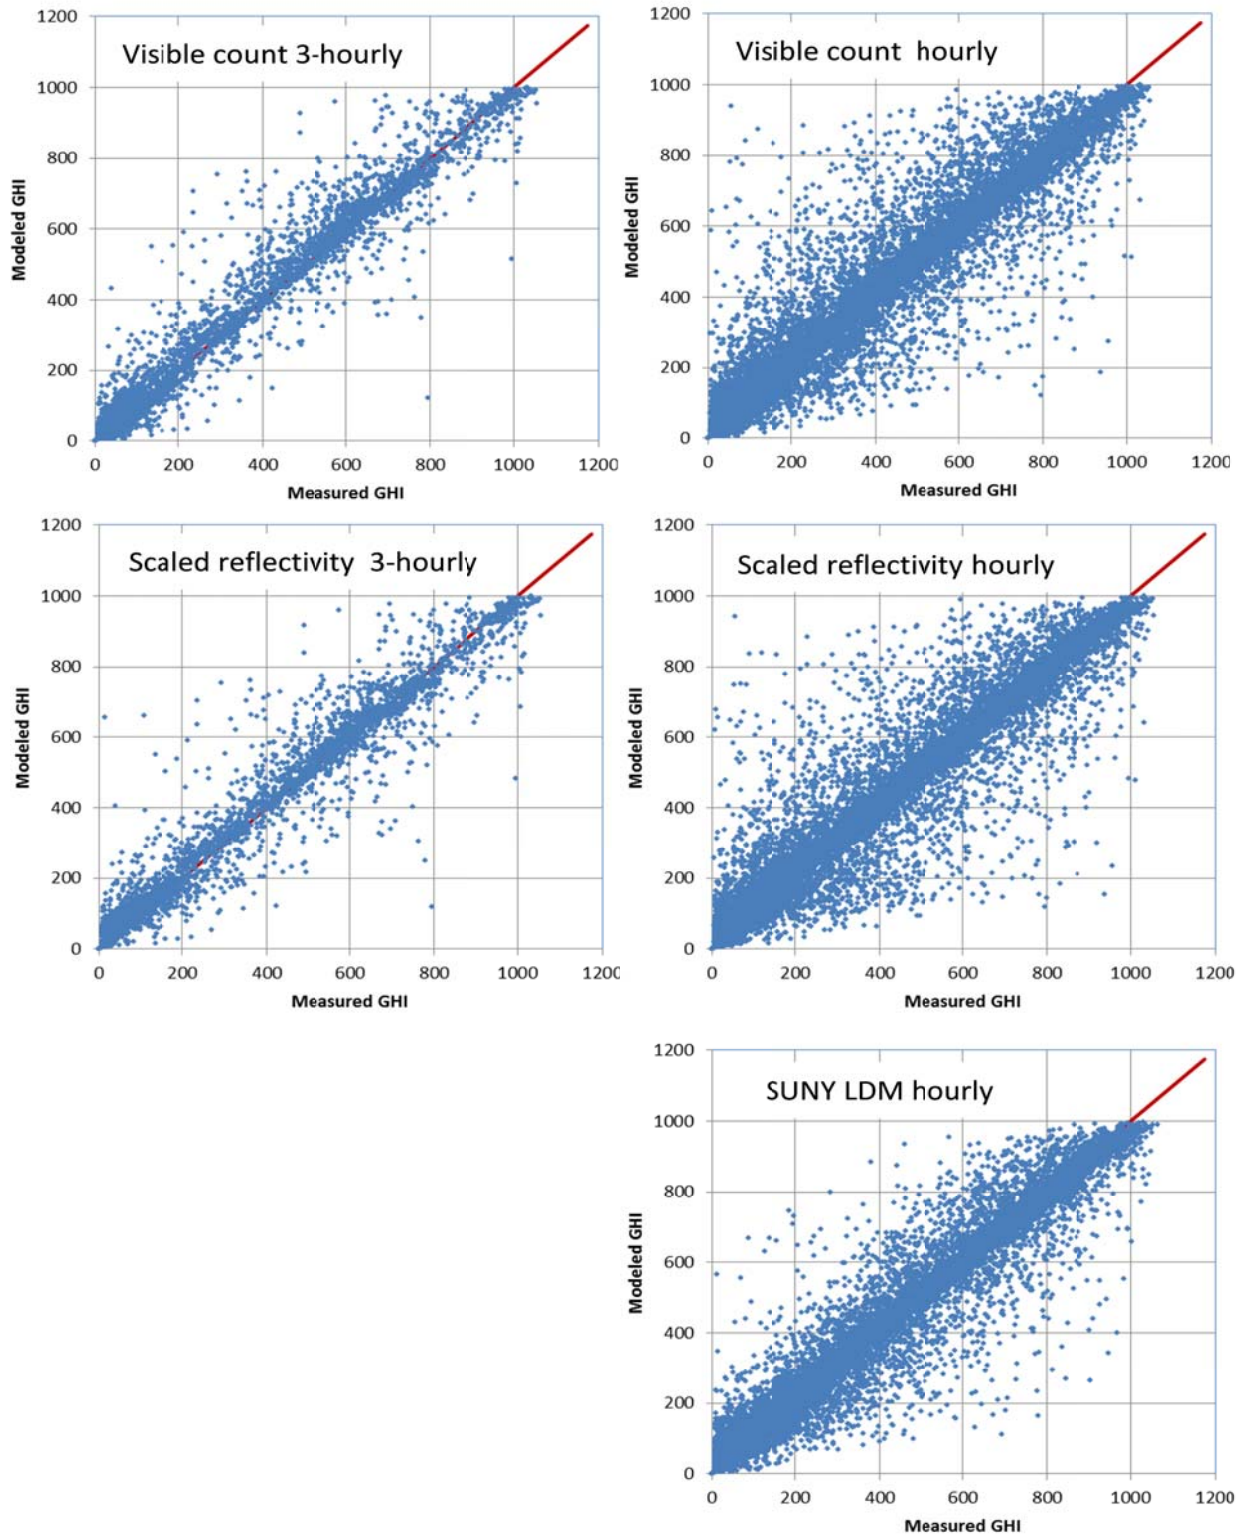 Visible count 3-hourly
1200
1000
800
600
400
200
0
Modeled GHI
0 200 400 600 800 1000 1200
Measured GHI
Visible count hourly
1200
1000
800
600
400
200
0
Modeled GHI
0 200 400 600 800 1000 1200
Measured GHI
Scaled reflectivity 3-hourly
1200
1000
800
600
400
200
0
Modeled GHI
0 200 400 600 800 1000 1200
Measured GHI
Scaled reflectivity hourly
1200
1000
800
600
400
200
0
Modeled GHI
0 200 400 600 800 1000 1200
Measured GHI
SUNY LDM hourly
1200
1000
800
600
400
200
0
Modeled GHI
0 200 400 600 800 1000 1200
Measured GHI